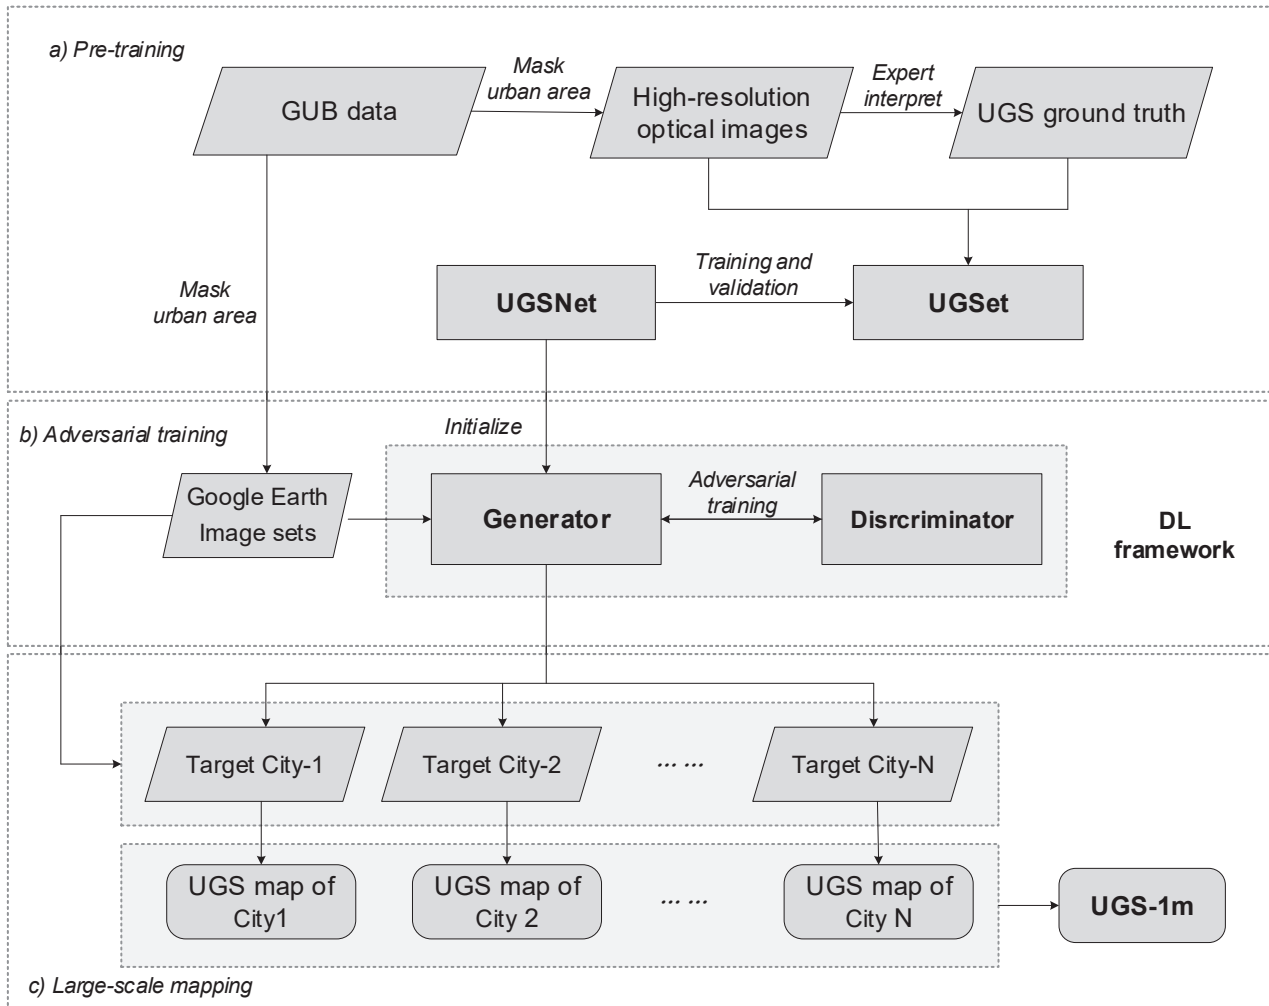 a) Pre-training
Mask
urban area
Expert
interpret
GUB data
High-resolution
optical images
UGS ground truth
Mask
urban area
UGSNet
Training and
validation
UGSet
b) Adversarial training
Initialize
Google Earth
Image sets
Generator
Adversarial
training
Disrcriminator
DL
framework
Target City-1
Target City-2
... ...
Target City-N
UGS map of
City1
UGS map of
City 2
... ...
UGS map of
City N
UGS-1m
c) Large-scale mapping